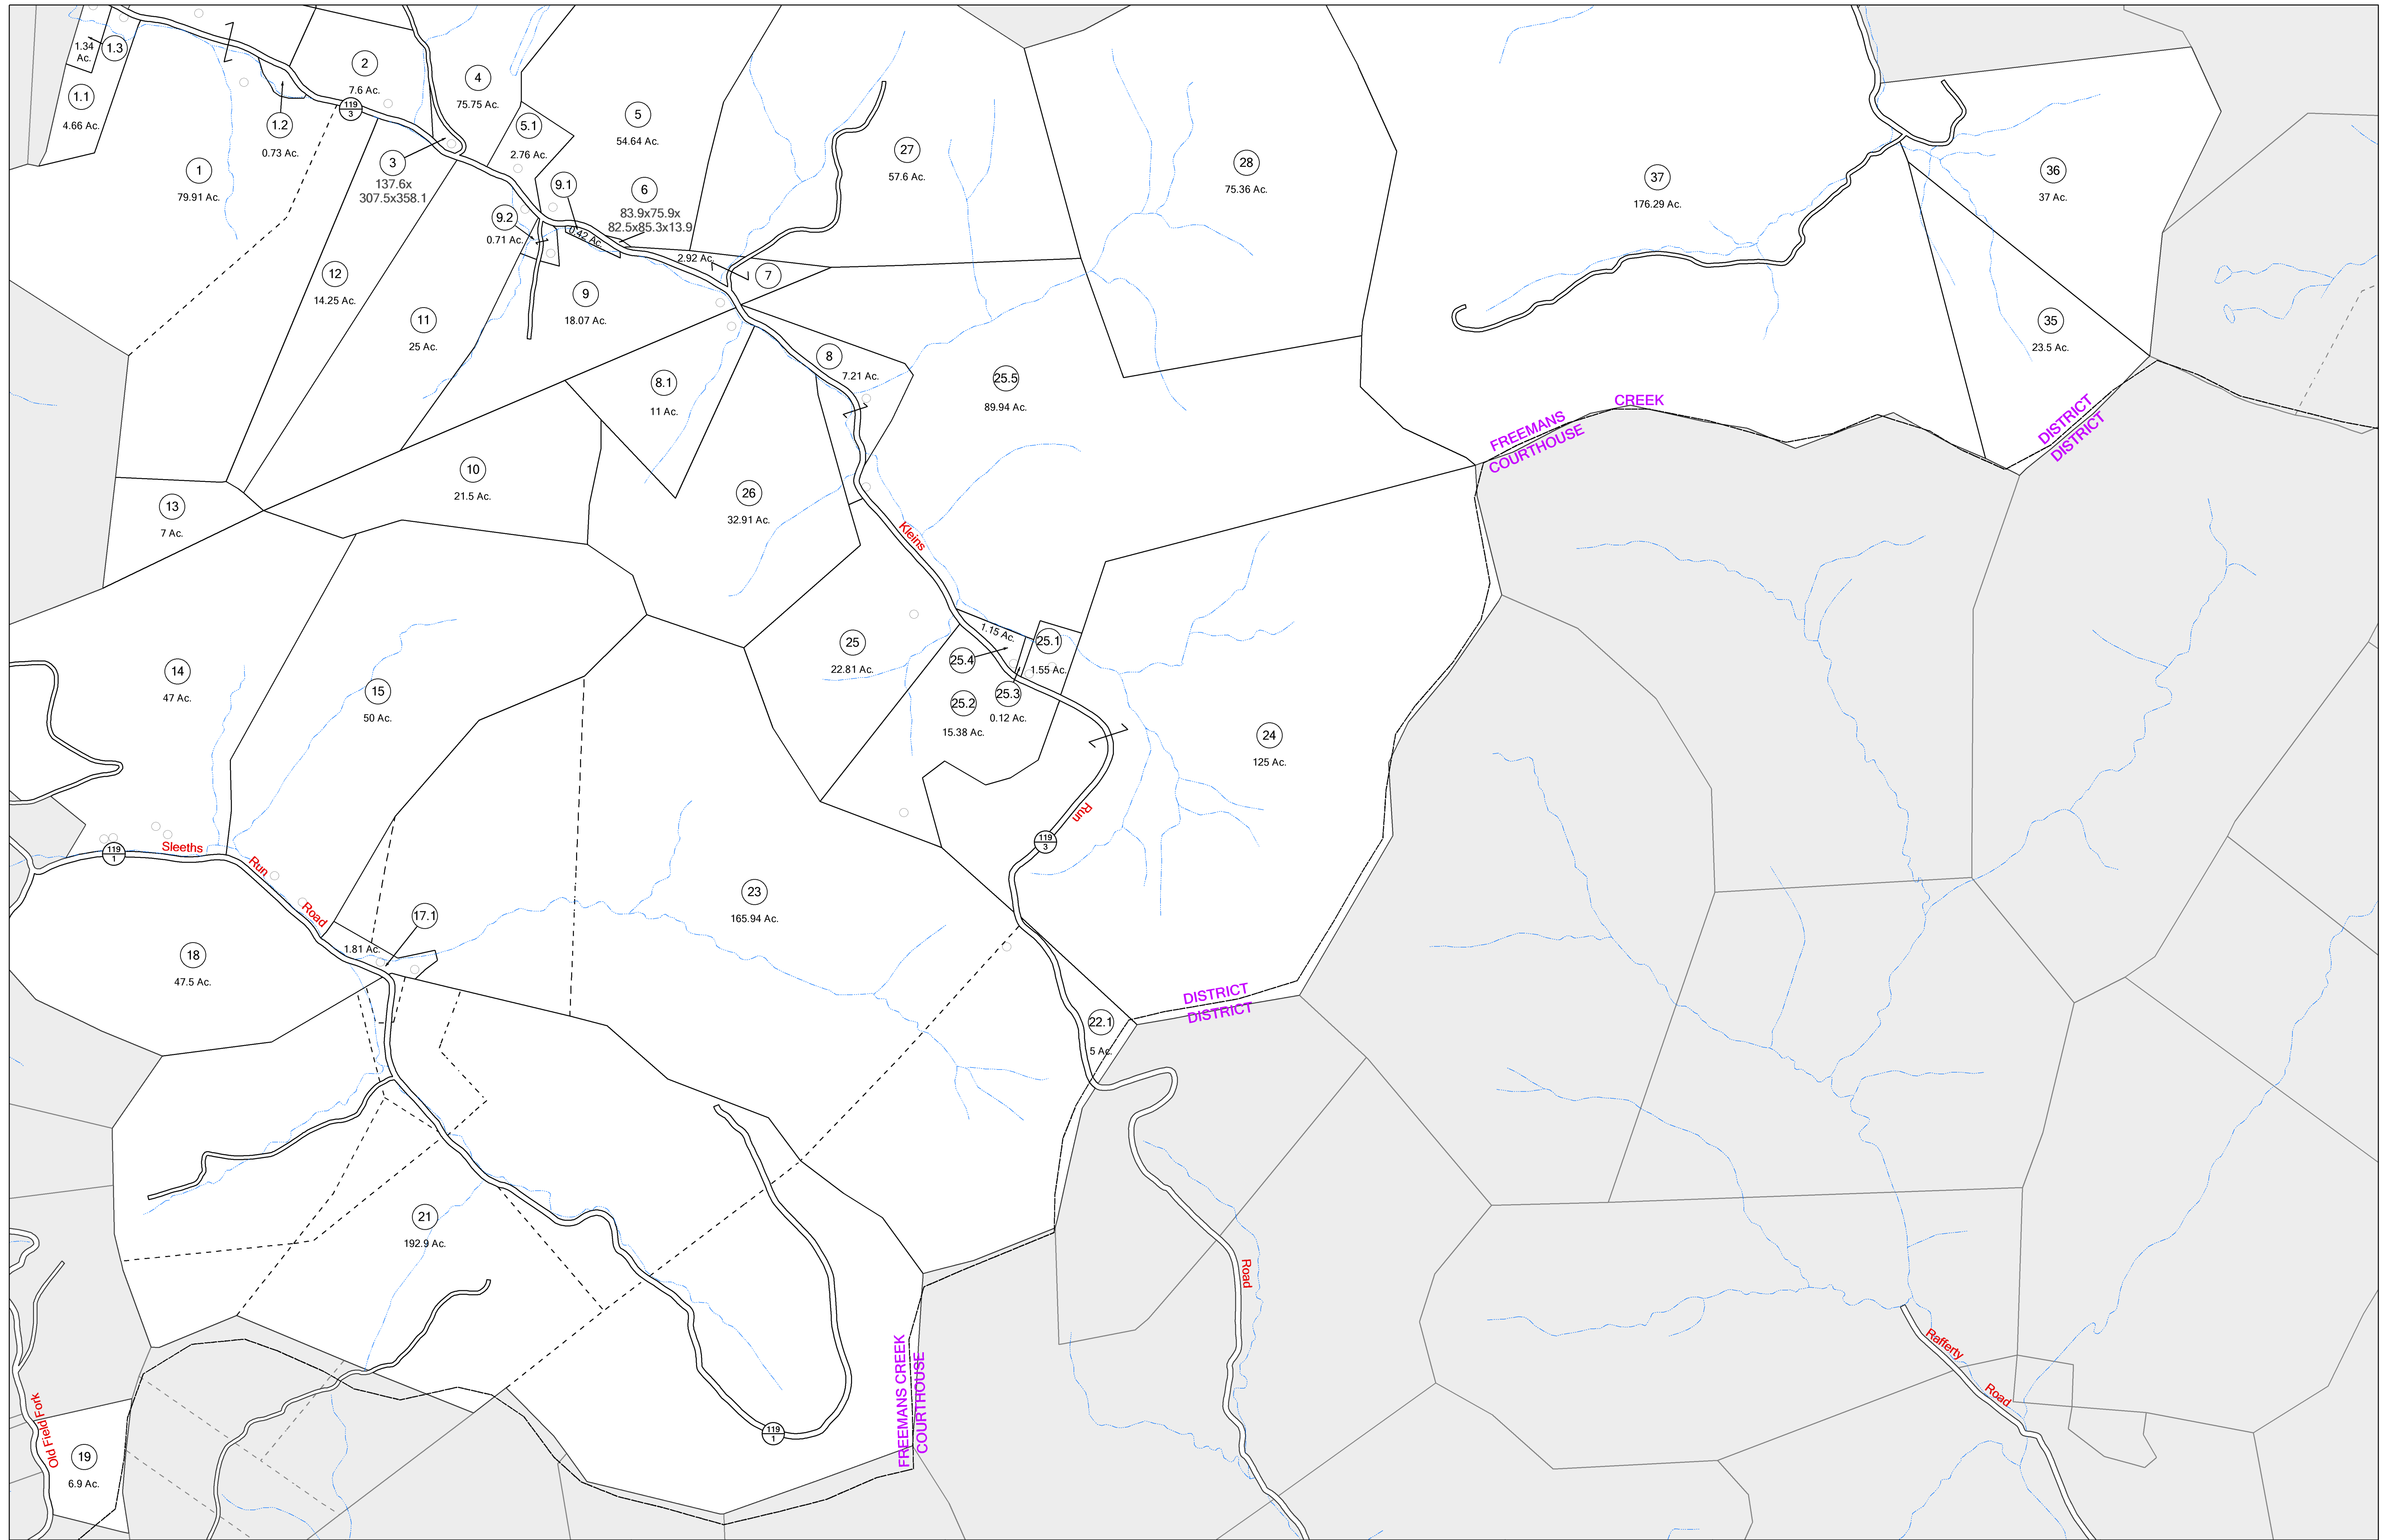 1.34
Ac.
1.3
1.1
4.66 Ac.
2
7.6 Ac.
119
3
1.2
0.73 Ac.
1
79.91 Ac.
3
137.6x
307.5x358.1
4
75.75 Ac.
5.1
2.76 Ac.
5
54.64 Ac.
9.1
6
83.9x75.9x
82.5x85.3x13.9
9.2
0.71 Ac.
0.42 Ac.
2.92 Ac.
7
27
57.6 Ac.
28
75.36 Ac.
37
176.29 Ac.
36
37 Ac.
35
23.5 Ac.
12
14.25 Ac.
11
25 Ac.
9
18.07 Ac.
8
7.21 Ac.
8.1
11 Ac.
25.5
89.94 Ac.
FREEMANS
CREEK
DISTRICT
COURTHOUSE
DISTRICT
10
21.5 Ac.
13
7 Ac.
26
32.91 Ac.
Kleins
25
22.81 Ac.
1.15 Ac.
25.1
1.55 Ac.
25.4
25.3
0.12 Ac.
25.2
15.38 Ac.
24
125 Ac.
14
47 Ac.
15
50 Ac.
Run
119
3
119
1
Sleeths
Run
Road
17.1
1.81 Ac.
23
165.94 Ac.
18
47.5 Ac.
DISTRICT
DISTRICT
22.1
5 Ac.
21
192.9 Ac.
Road
Rafferty
Road
FREEMANS CREEK
COURTHOUSE
119
1
Old Field Fork
19
6.9 Ac.